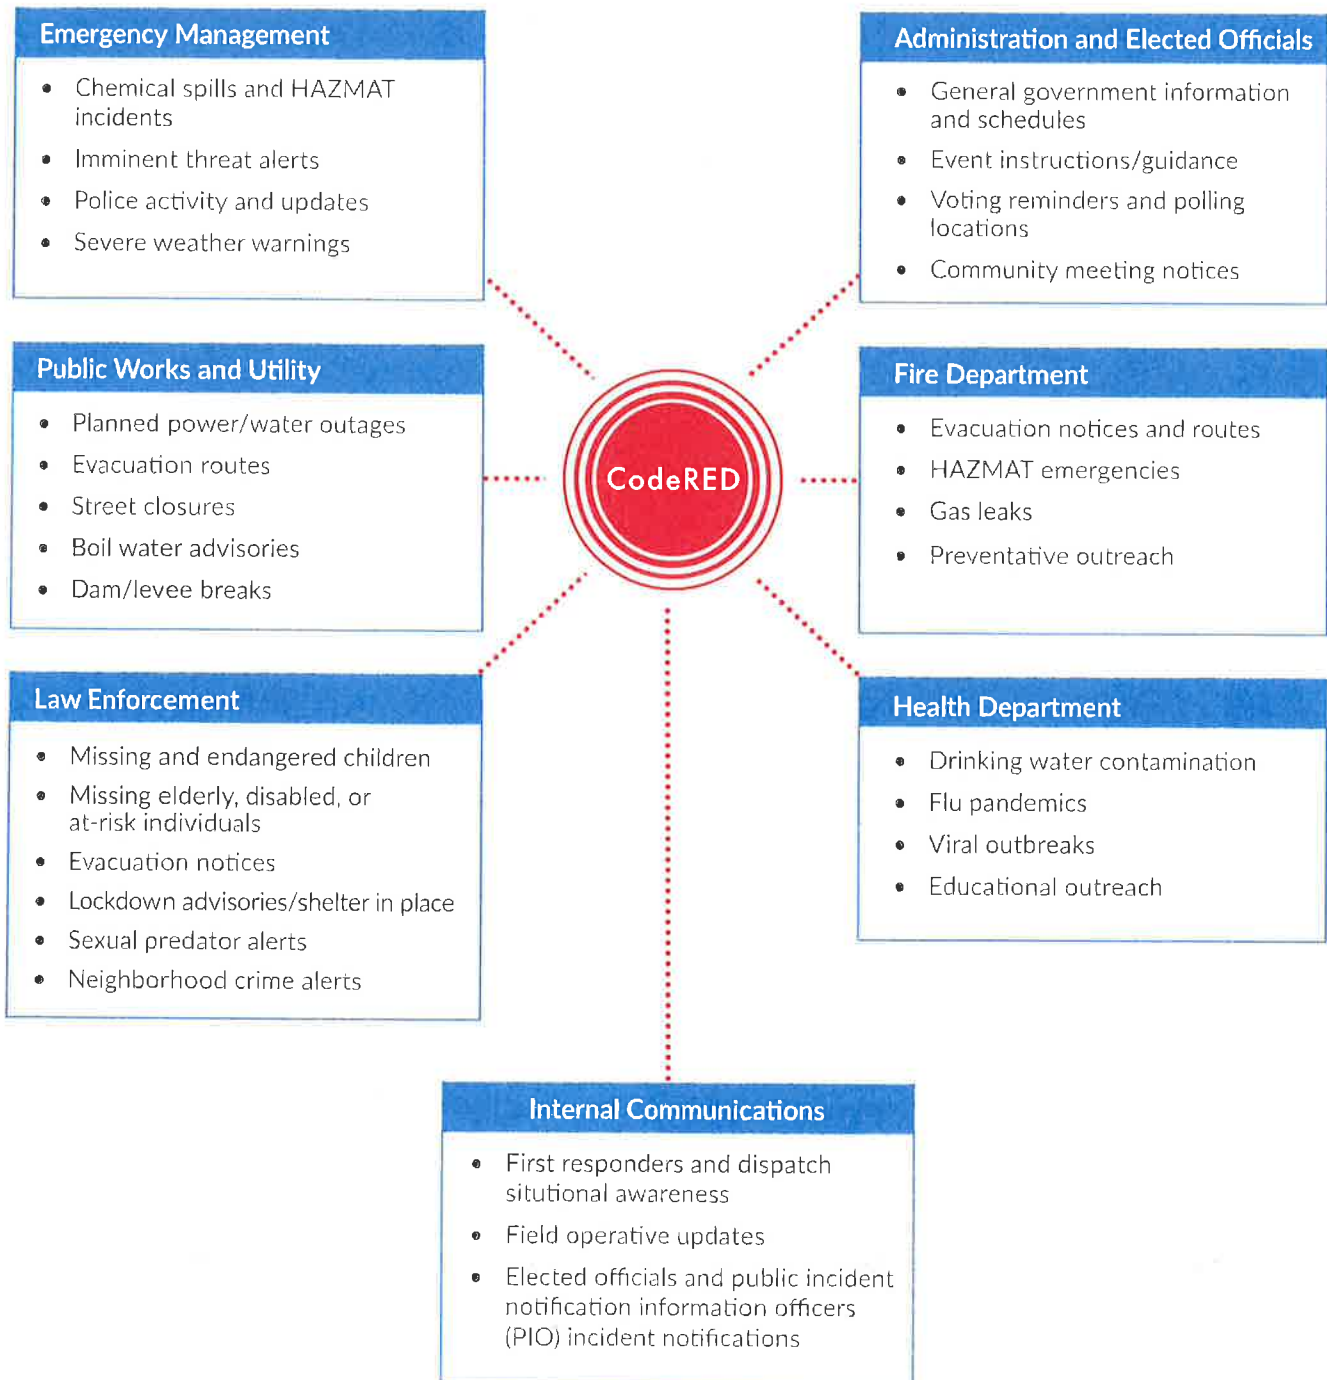 Emergency Management
• Chemical spills and HAZMAT
incidents
• Imminent threat alerts
• Police activity and updates
• Severe weather warnings
Administration and Elected Officials
• General government information
and schedules
• Event instructions/guidance
• Voting reminders and polling
locations
• Community meeting notices
Public Works and Utility
• Planned power/water outages
• Evacuation routes
• Street closures
• Boil water advisories
• Dam/levee breaks
CodeRED
Fire Department
• Evacuation notices and routes
• HAZMAT emergencies
• Gas leaks
• Preventative outreach
Law Enforcement
• Missing and endangered children
• Missing elderly, disabled, or
at-risk individuals
• Evacuation notices
• Lockdown advisories/shelter in place
• Sexual predator alerts
• Neighborhood crime alerts
Health Department
• Drinking water contamination
• Flu pandemics
• Viral outbreaks
• Educational outreach
Internal Communications
• First responders and dispatch
situtional awareness
• Field operative updates
• Elected officials and public incident
notification information officers
(PIO) incident notifications